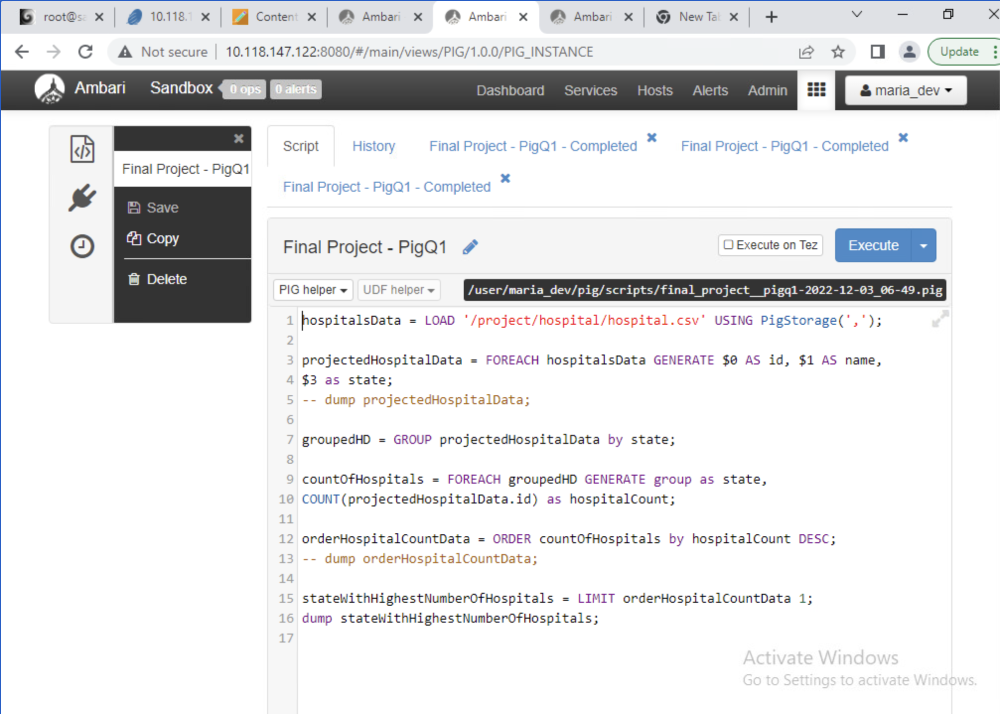 root@sa
10.118.1
Content
Ambari -
Ambari
Ambari
New Tab
Not secure | 10.118.147.122:8080/#/main/views/PIG/1.0.0/PIG_INSTANCE
Update
Ambari Sandbox 0 ops 0 alerts Dashboard Services Hosts Alerts Admin maria_dev
Final Project - PigQ1
Save
Copy
Delete
Script History Final Project - PigQ1 - Completed Final Project - PigQ1 - Completed
Final Project - PigQ1 - Completed
Final Project - PigQ1 Execute on Tez Execute
PIG helper UDF helper /user/maria_dev/pig/scripts/final_project__pigq1-2022-12-03_06-49.pig
1 hospitalsData = LOAD '/project/hospital/hospital.csv' USING PigStorage(',');
2
3 projectedHospitalData = FOREACH hospitalsData GENERATE $0 AS id, $1 AS name,
4 $3 as state;
5 -- dump projectedHospitalData;
6
7 groupedHD = GROUP projectedHospitalData by state;
8
9 countOfHospitals = FOREACH groupedHD GENERATE group as state,
10 COUNT(projectedHospitalData.id) as hospitalCount;
11
12 orderHospitalCountData = ORDER countOfHospitals by hospitalCount DESC;
13 -- dump orderHospitalCountData;
14
15 stateWithHighestNumberOfHospitals = LIMIT orderHospitalCountData 1;
16 dump stateWithHighestNumberOfHospitals;
17
Activate Windows
Go to Settings to activate Windows.